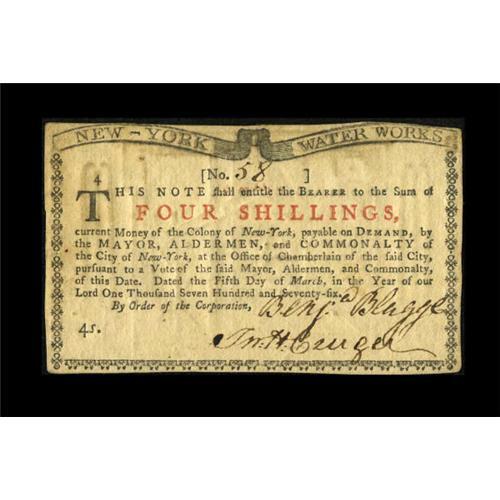 NEW-YORK WATER WORKS
[No. 58 ]
4
THIS NOTE shall entitle the BEARER to the Sum of
FOUR SHILLINGS,
current Money of the Colony of New-York, payable on DEMAND, by
the MAYOR, ALDERMEN, and COMMONALTY of
the City of New-York, at the Office of Chamberlain of the said City,
pursuant to a Vote of the said Mayor, Aldermen, and Commonalty,
of this Date. Dated the Fifth Day of March, in the Year of our
Lord One Thousand Seven Hundred and Seventy-six.
By Order of the Corporation, Benjad Blagge
4s. Jn. H. Cruger